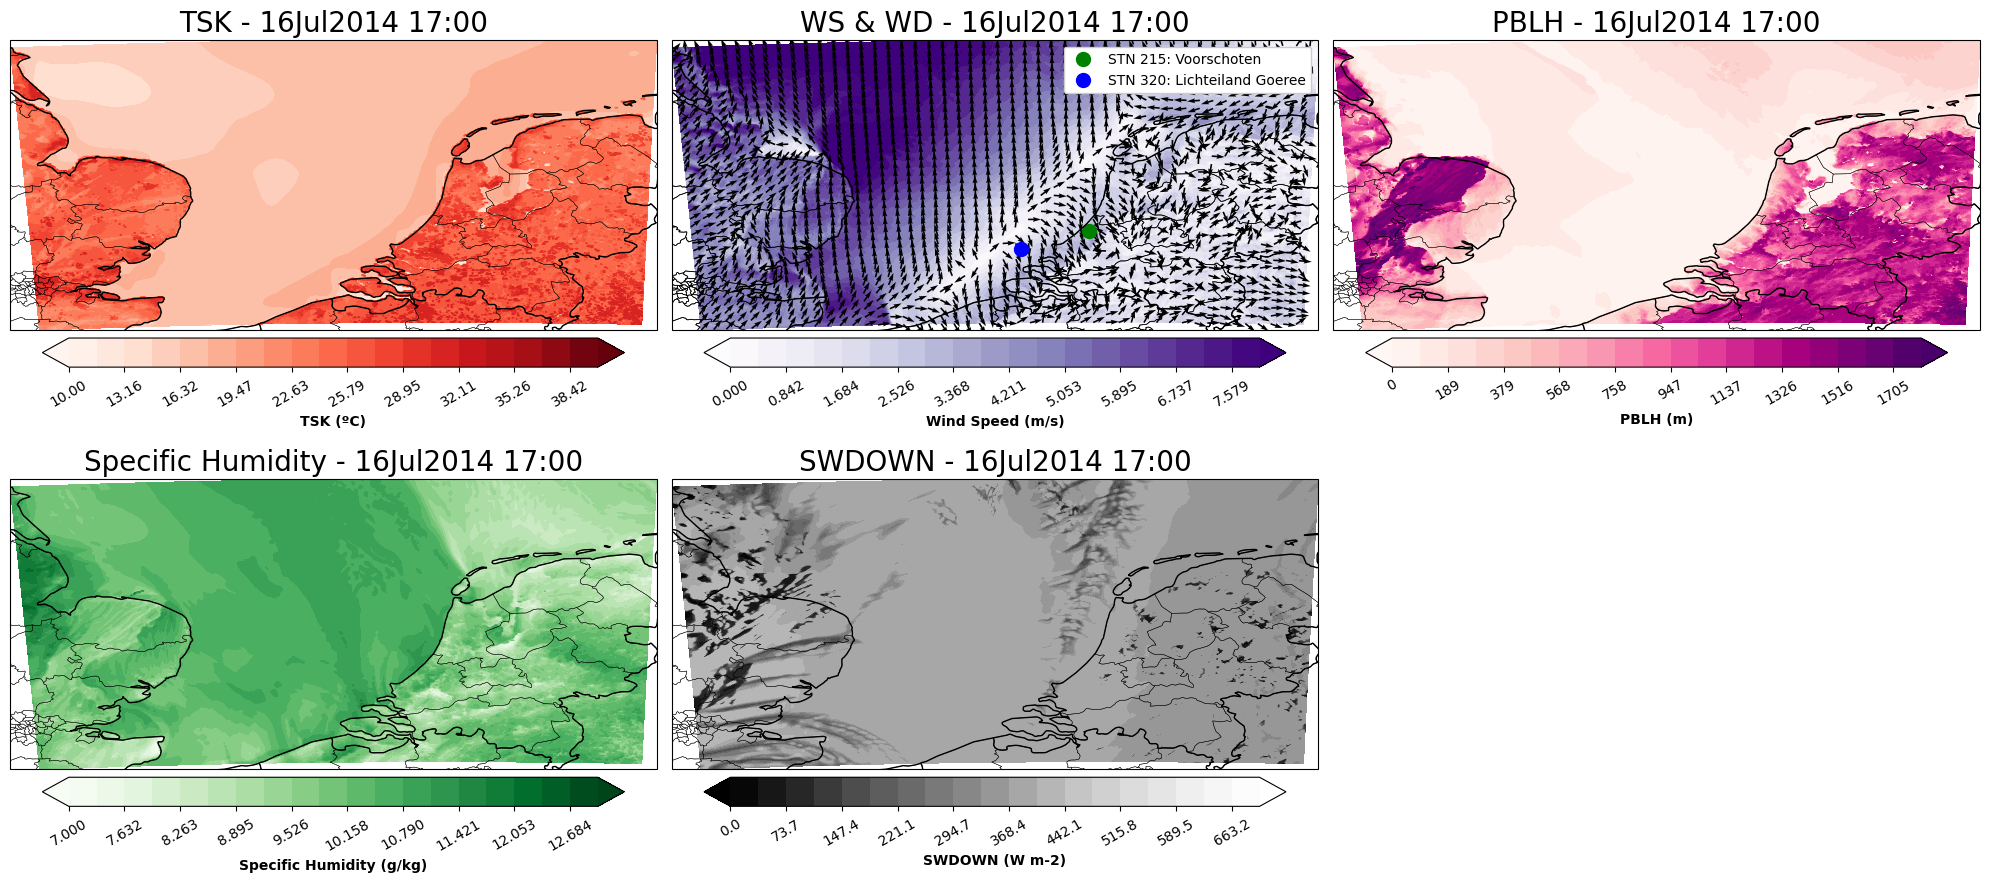 TSK - 16Jul2014 17:00
WS & WD - 16Jul2014 17:00
PBLH - 16Jul2014 17:00
STN 215: Voorschoten
STN 320: Lichteiland Goeree
10.00 13.16 16.32 19.47 22.63 25.79 28.95 32.11 35.26 38.42
TSK (ºC)
0.000 0.842 1.684 2.526 3.368 4.211 5.053 5.895 6.737 7.579
Wind Speed (m/s)
0 189 379 568 758 947 1137 1326 1516 1705
PBLH (m)
Specific Humidity - 16Jul2014 17:00
SWDOWN - 16Jul2014 17:00
7.000 7.632 8.263 8.895 9.526 10.158 10.790 11.421 12.053 12.684
Specific Humidity (g/kg)
0.0 73.7 147.4 221.1 294.7 368.4 442.1 515.8 589.5 663.2
SWDOWN (W m-2)